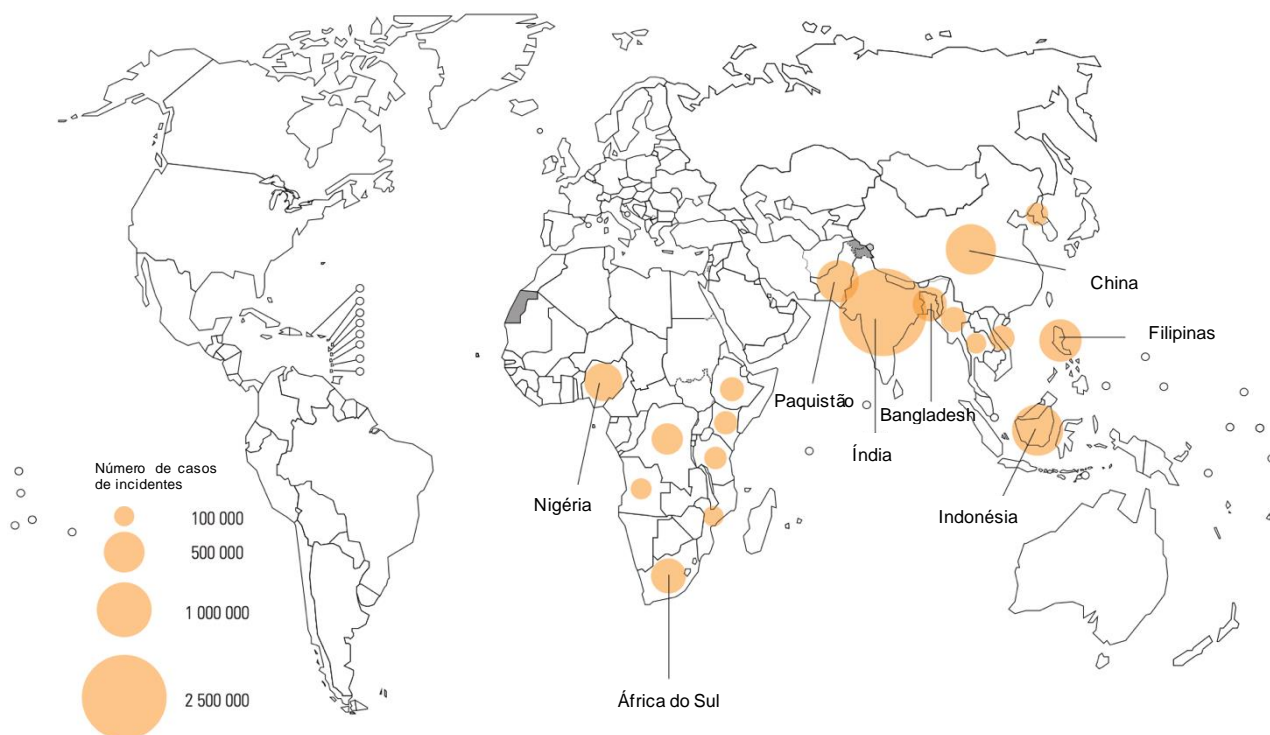 China
Filipinas
Paquistão
Bangladesh
Índia
Nigéria
Indonésia
África do Sul
Número de casos
de incidentes
100 000
500 000
1 000 000
2 500 000